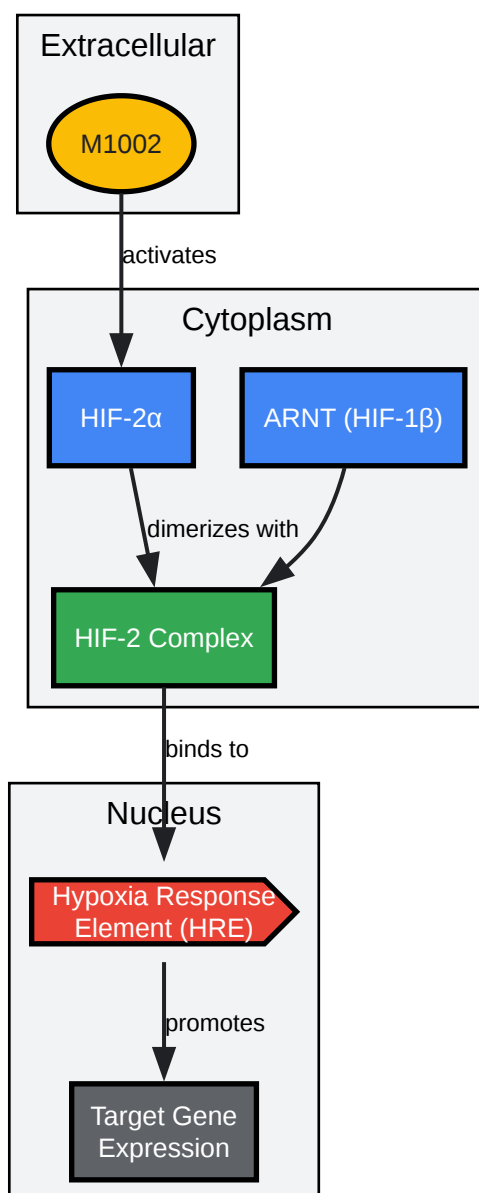 Extracellular
M1002
activates
Cytoplasm
HIF-2α
ARNT (HIF-1β)
dimerizes with
HIF-2 Complex
binds to
Nucleus
Hypoxia Response
Element (HRE)
promotes
Target Gene
Expression